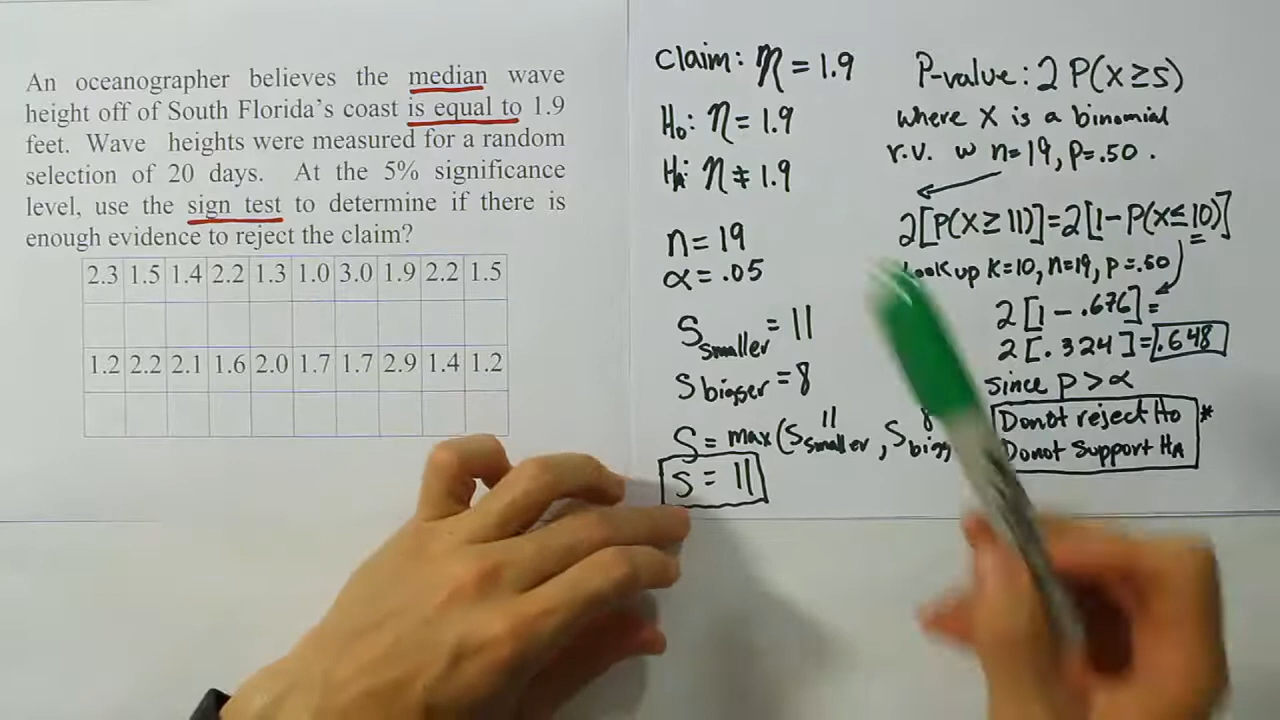 An oceanographer believes the median wave
height off of South Florida's coast is equal to 1.9
feet. Wave heights were measured for a random
selection of 20 days. At the 5% significance
level, use the sign test to determine if there is
enough evidence to reject the claim?
2.3 1.5 1.4 2.2 1.3 1.0 3.0 1.9 2.2 1.5
1.2 2.2 2.1 1.6 2.0 1.7 1.7 2.9 1.4 1.2
Claim: η = 1.9
H₀: η = 1.9
Hₐ: η ≠ 1.9
n = 19
α = .05
S smaller = 11
S bigger = 8
11 8
S = max(S smaller, S bigg
S = 11
P-value: 2 P(X ≥ S)
where X is a binomial
r.v. w n=19, p=.50.
2[P(X ≥ 11)] = 2[1 - P(X ≤ 10)]
Look up K=10, n=19, p=.50
2[1 - .676] =
2[.324] = .648
since p > α
Do not reject H₀ *
Do not support Hₐ